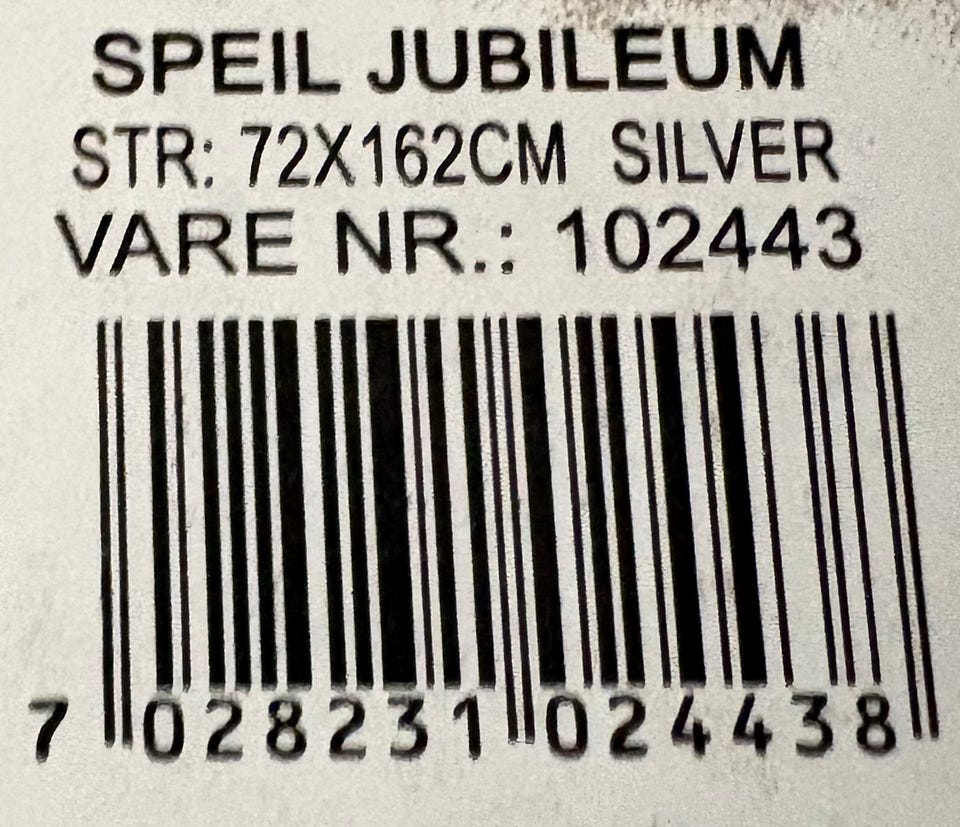 SPEIL JUBILEUM
STR: 72X162CM SILVER
VARE NR.: 102443
7 028231 024438